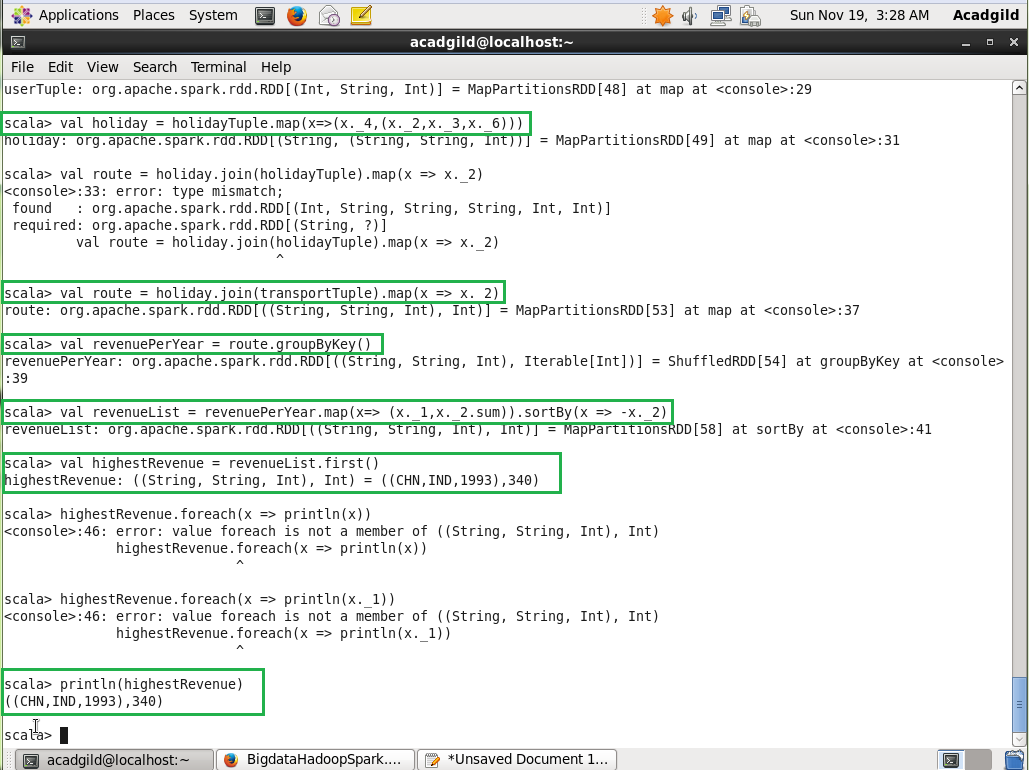 Applications Places System Sun Nov 19, 3:28 AM Acadgild
acadgild@localhost:~
File Edit View Search Terminal Help
userTuple: org.apache.spark.rdd.RDD[(Int, String, Int)] = MapPartitionsRDD[48] at map at <console>:29
scala> val holiday = holidayTuple.map(x=>(x._4,(x._2,x._3,x._6)))
holiday: org.apache.spark.rdd.RDD[(String, (String, String, Int))] = MapPartitionsRDD[49] at map at <console>:31
scala> val route = holiday.join(holidayTuple).map(x => x._2)
<console>:33: error: type mismatch;
 found   : org.apache.spark.rdd.RDD[(Int, String, String, String, Int, Int)]
 required: org.apache.spark.rdd.RDD[(String, ?)]
         val route = holiday.join(holidayTuple).map(x => x._2)
                                  ^
scala> val route = holiday.join(transportTuple).map(x => x._2)
route: org.apache.spark.rdd.RDD[((String, String, Int), Int)] = MapPartitionsRDD[53] at map at <console>:37
scala> val revenuePerYear = route.groupByKey()
revenuePerYear: org.apache.spark.rdd.RDD[((String, String, Int), Iterable[Int])] = ShuffledRDD[54] at groupByKey at <console>
:39
scala> val revenueList = revenuePerYear.map(x=> (x._1,x._2.sum)).sortBy(x => -x._2)
revenueList: org.apache.spark.rdd.RDD[((String, String, Int), Int)] = MapPartitionsRDD[58] at sortBy at <console>:41
scala> val highestRevenue = revenueList.first()
highestRevenue: ((String, String, Int), Int) = ((CHN,IND,1993),340)
scala> highestRevenue.foreach(x => println(x))
<console>:46: error: value foreach is not a member of ((String, String, Int), Int)
              highestRevenue.foreach(x => println(x))
                             ^
scala> highestRevenue.foreach(x => println(x._1))
<console>:46: error: value foreach is not a member of ((String, String, Int), Int)
              highestRevenue.foreach(x => println(x._1))
                             ^
scala> println(highestRevenue)
((CHN,IND,1993),340)
scala>
acadgild@localhost:~ BigdataHadoopSpark.... *Unsaved Document 1...